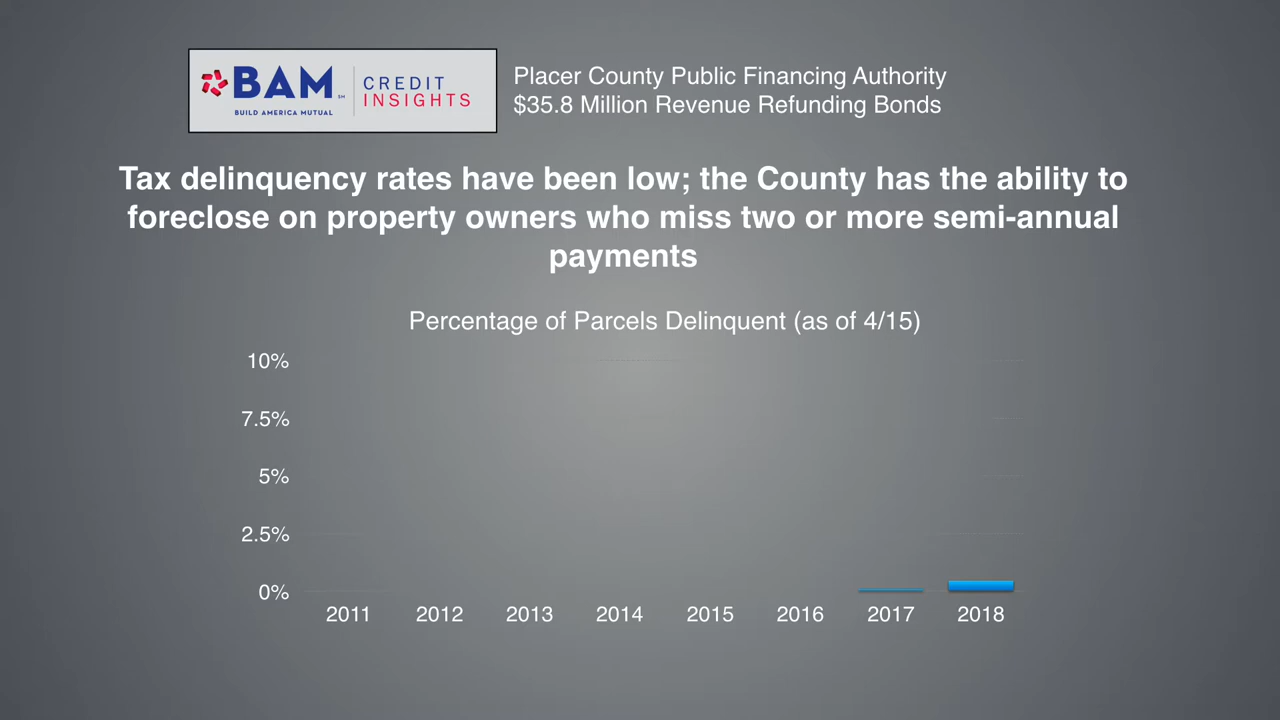 BAM SM
BUILD AMERICA MUTUAL
CREDIT
INSIGHTS
Placer County Public Financing Authority
$35.8 Million Revenue Refunding Bonds
Tax delinquency rates have been low; the County has the ability to
foreclose on property owners who miss two or more semi-annual
payments
Percentage of Parcels Delinquent (as of 4/15)
10%
7.5%
5%
2.5%
0%
2011 2012 2013 2014 2015 2016 2017 2018